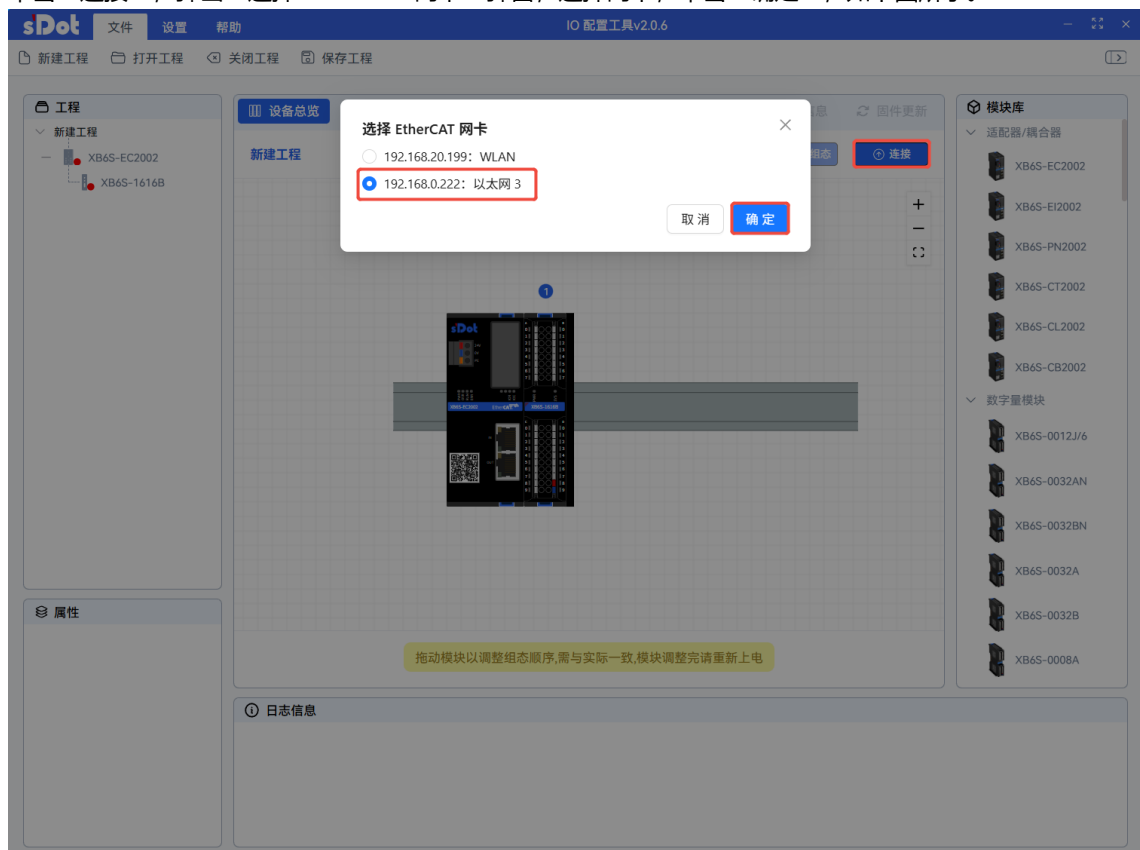 sDot 文件 设置 帮助 IO 配置工具v2.0.6
新建工程 打开工程 关闭工程 保存工程
工程
新建工程
XB6S-EC2002
XB6S-1616B
属性
设备总览
固件更新
新建工程
组态
连接
选择 EtherCAT 网卡
192.168.20.199：WLAN
192.168.0.222：以太网 3
取 消 确 定
1
sDot
EtherCAT
拖动模块以调整组态顺序,需与实际一致,模块调整完请重新上电
日志信息
模块库
适配器/耦合器
XB6S-EC2002
XB6S-EI2002
XB6S-PN2002
XB6S-CT2002
XB6S-CL2002
XB6S-CB2002
数字量模块
XB6S-0012J/6
XB6S-0032AN
XB6S-0032BN
XB6S-0032A
XB6S-0032B
XB6S-0008A